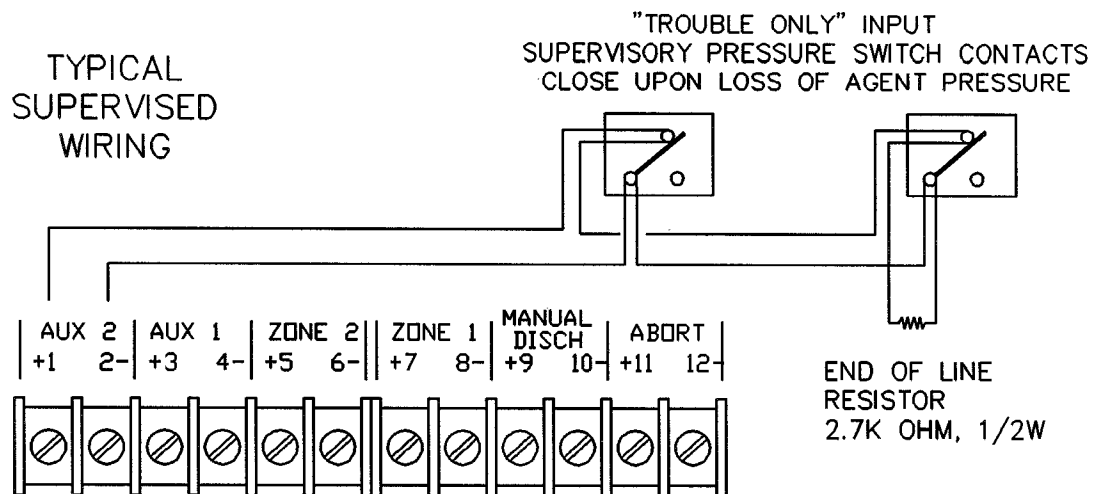 "TROUBLE ONLY" INPUT
SUPERVISORY PRESSURE SWITCH CONTACTS
CLOSE UPON LOSS OF AGENT PRESSURE
TYPICAL
SUPERVISED
WIRING
AUX 2
+1 2-
AUX 1
+3 4-
ZONE 2
+5 6-
ZONE 1
+7 8-
MANUAL
DISCH
+9 10-
ABORT
+11 12-
END OF LINE
RESISTOR
2.7K OHM, 1/2W